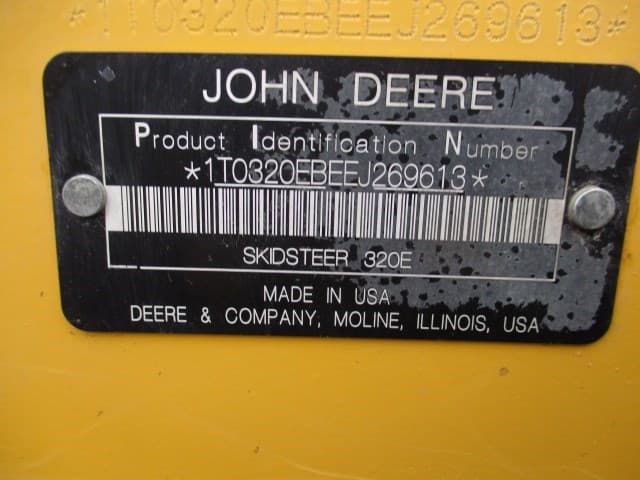 *1T0320EBEEJ269613*
JOHN DEERE
Product Identification Number
*1T0320EBEEJ269613*
SKIDSTEER 320E
MADE IN USA
DEERE & COMPANY, MOLINE, ILLINOIS, USA